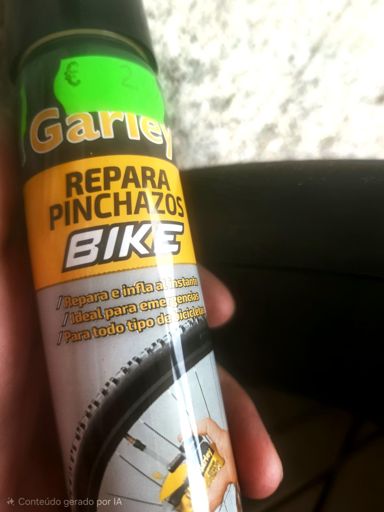 € 2,
Garley
REPARA
PINCHAZOS
BIKE
/Repara e infla al instante
/Ideal para emergencias
/Para todo tipo de bicicletas
Conteúdo gerado por IA